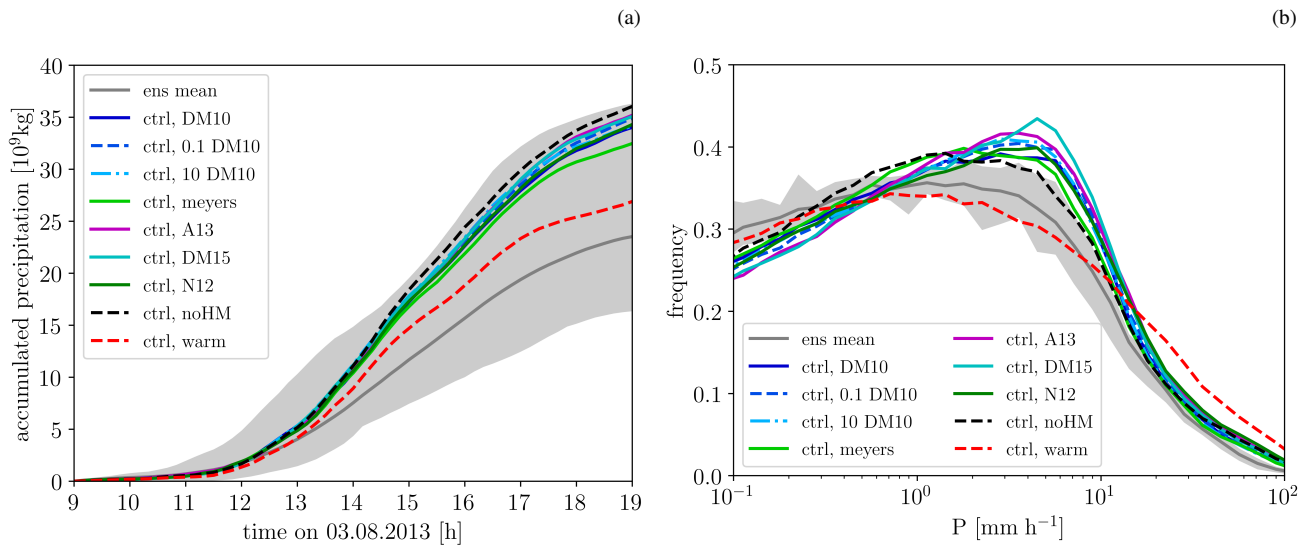 (a)
accumulated precipitation [10⁹kg]
40
35
30
25
20
15
10
5
0
ens mean
ctrl, DM10
ctrl, 0.1 DM10
ctrl, 10 DM10
ctrl, meyers
ctrl, A13
ctrl, DM15
ctrl, N12
ctrl, noHM
ctrl, warm
9 10 11 12 13 14 15 16 17 18 19
time on 03.08.2013 [h]
(b)
frequency
0.5
0.4
0.3
0.2
0.1
0.0
ens mean
ctrl, DM10
ctrl, 0.1 DM10
ctrl, 10 DM10
ctrl, meyers
ctrl, A13
ctrl, DM15
ctrl, N12
ctrl, noHM
ctrl, warm
10⁻¹ 10⁰ 10¹ 10²
P [mm h⁻¹]